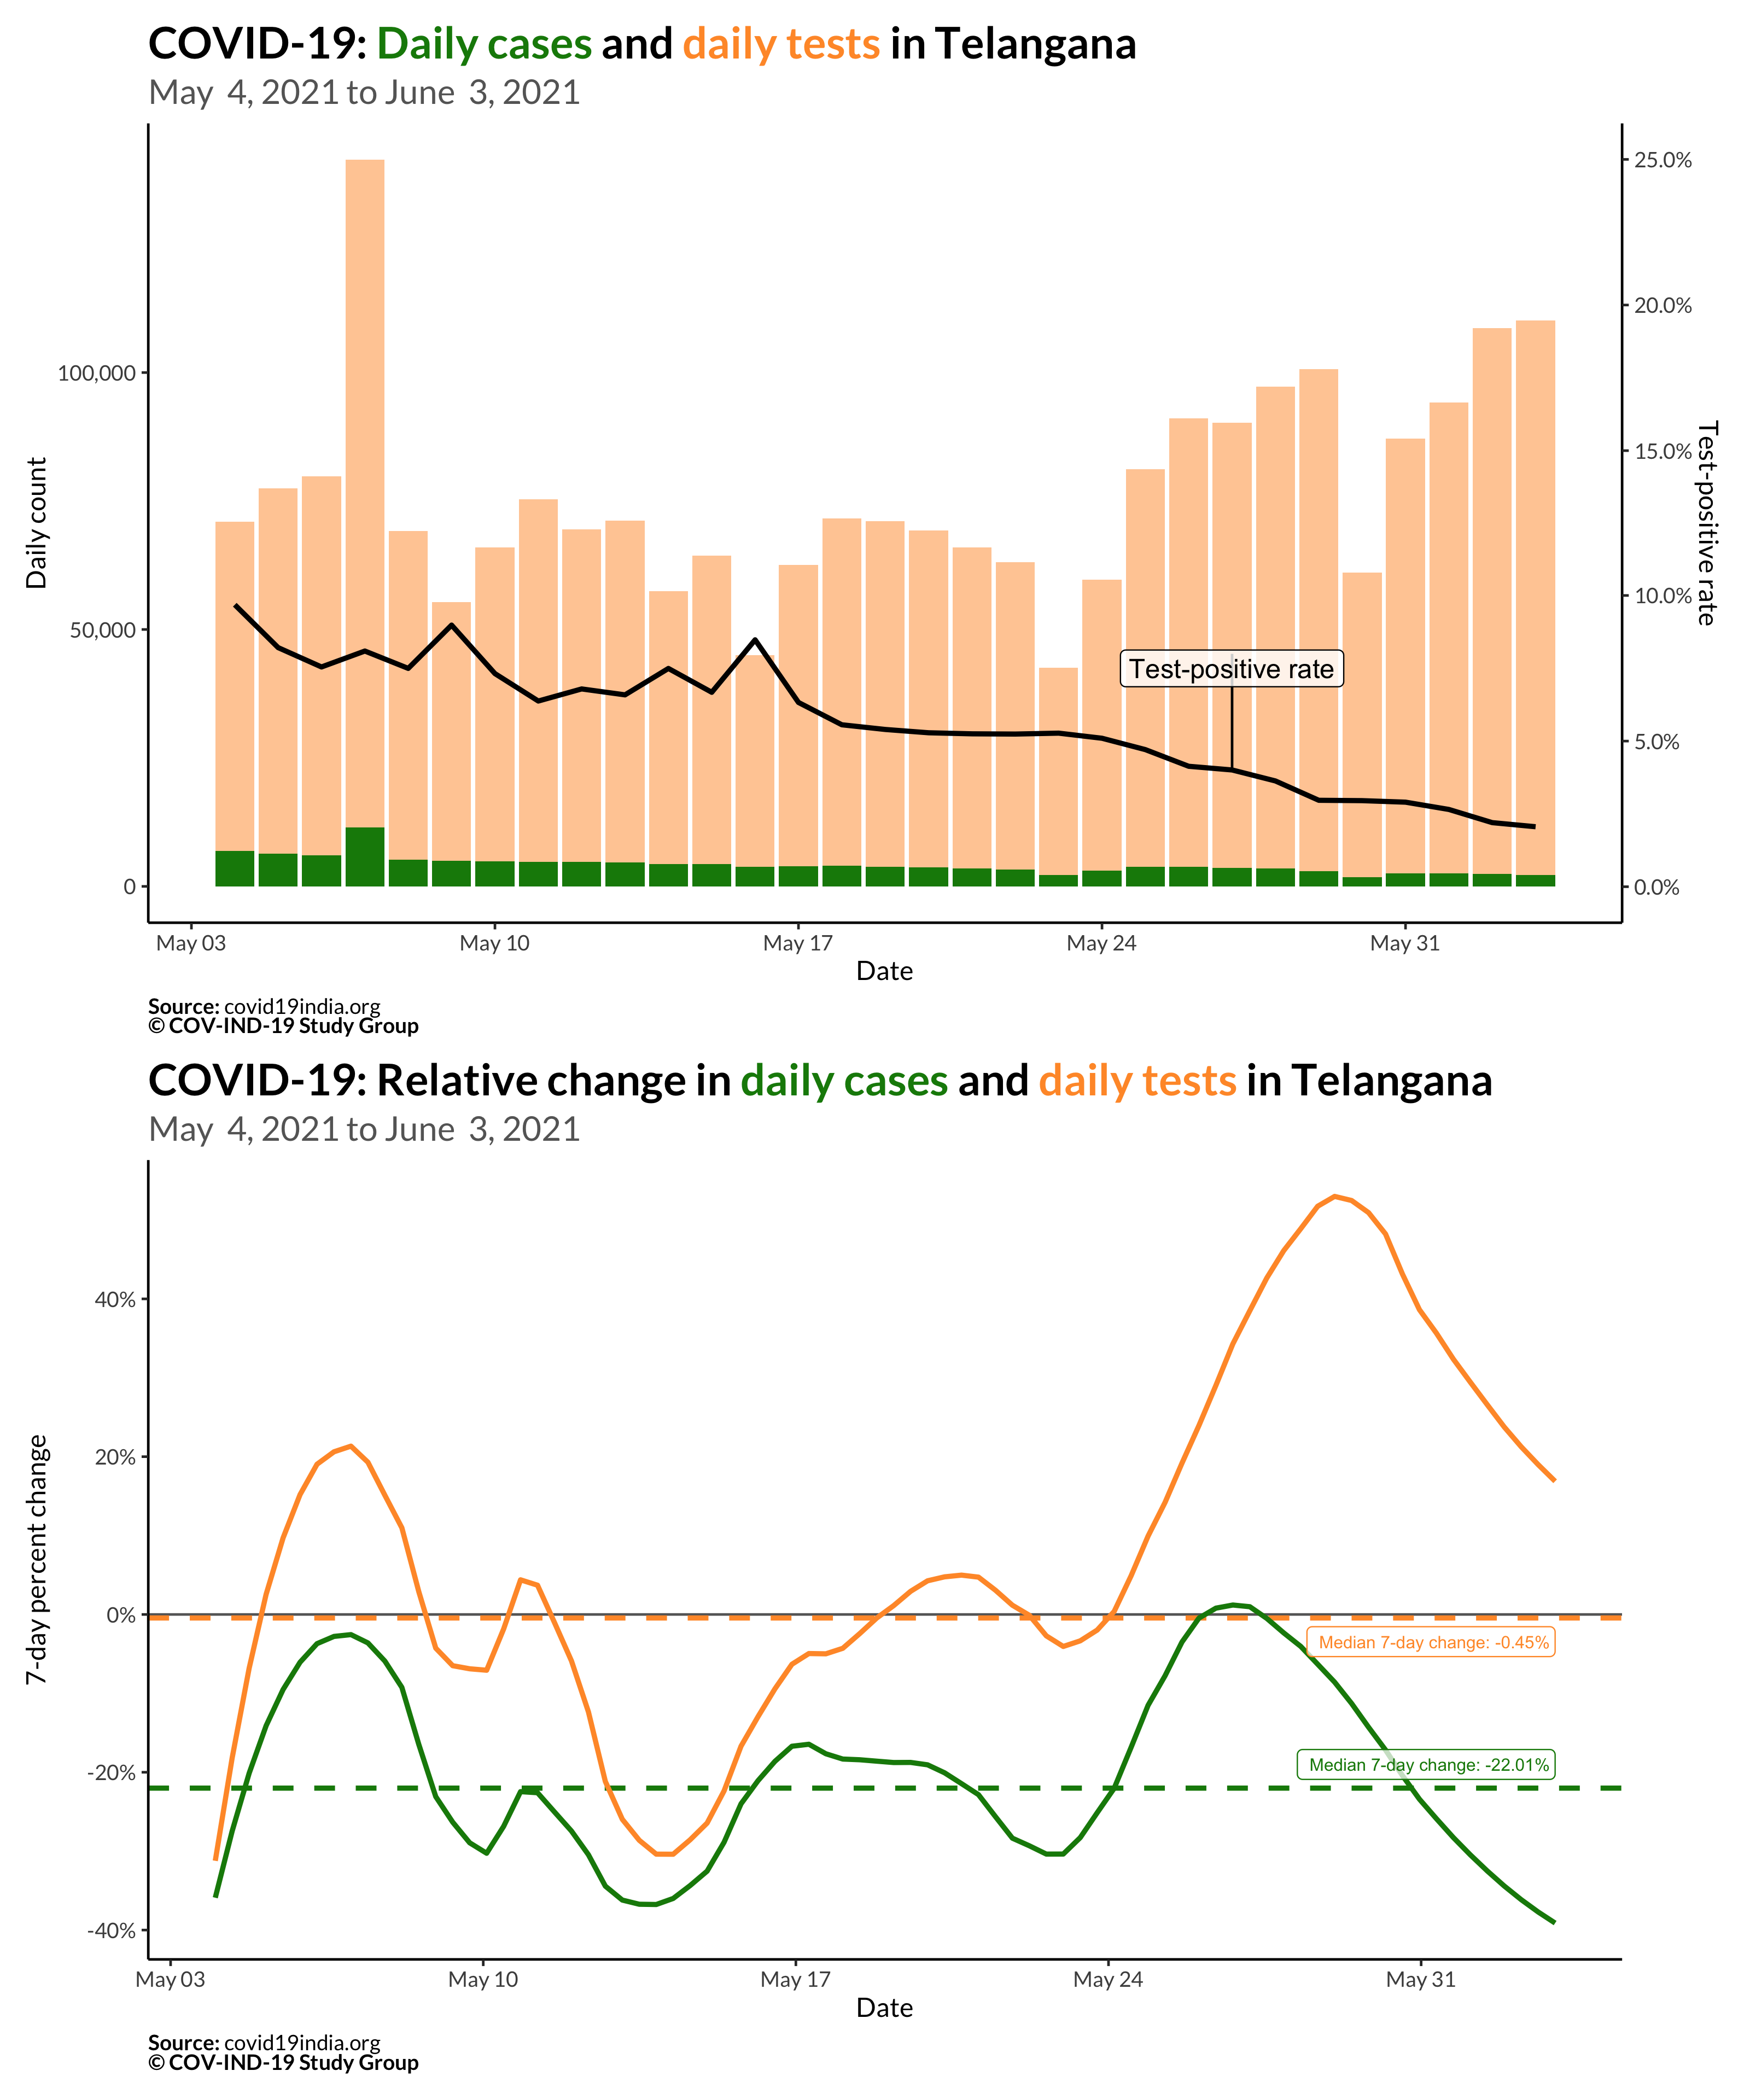 COVID-19: Daily cases and daily tests in Telangana
May  4, 2021 to June  3, 2021
25.0%
20.0%
100,000
15.0%
Daily count
Test-positive rate
10.0%
50,000
Test-positive rate
5.0%
0
0.0%
May 03
May 10
May 17
May 24
May 31
Date
Source: covid19india.org
© COV-IND-19 Study Group
COVID-19: Relative change in daily cases and daily tests in Telangana
May  4, 2021 to June  3, 2021
40%
20%
7-day percent change
0%
Median 7-day change: -0.45%
Median 7-day change: -22.01%
-20%
-40%
May 03
May 10
May 17
May 24
May 31
Date
Source: covid19india.org
© COV-IND-19 Study Group